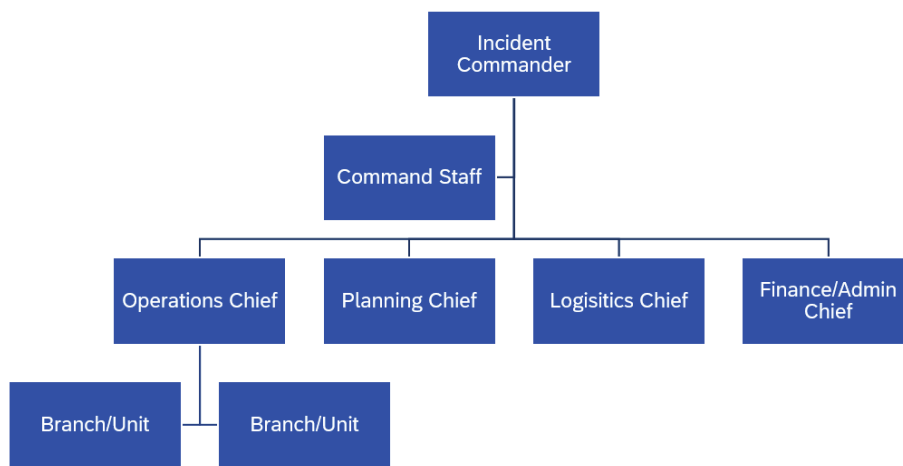 Incident
Commander
Command Staff
Operations Chief
Planning Chief
Logisitics Chief
Finance/Admin
Chief
Branch/Unit
Branch/Unit